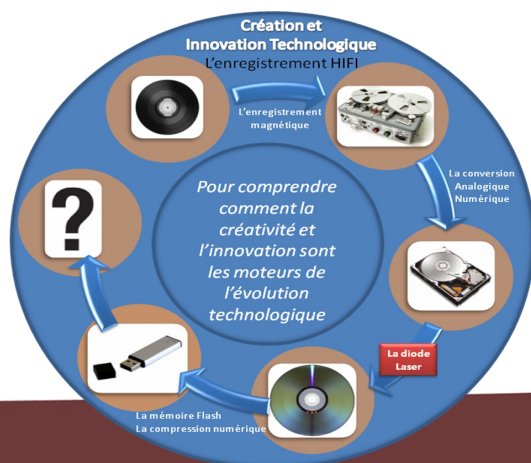 Création et
Innovation Technologique
L'enregistrement HIFI
L'enregistrement
magnétique
La conversion
Analogique
Numérique
Pour comprendre
comment la
créativité et
l'innovation sont
les moteurs de
l'évolution
technologique
?
La diode
Laser
La mémoire Flash
La compression numérique